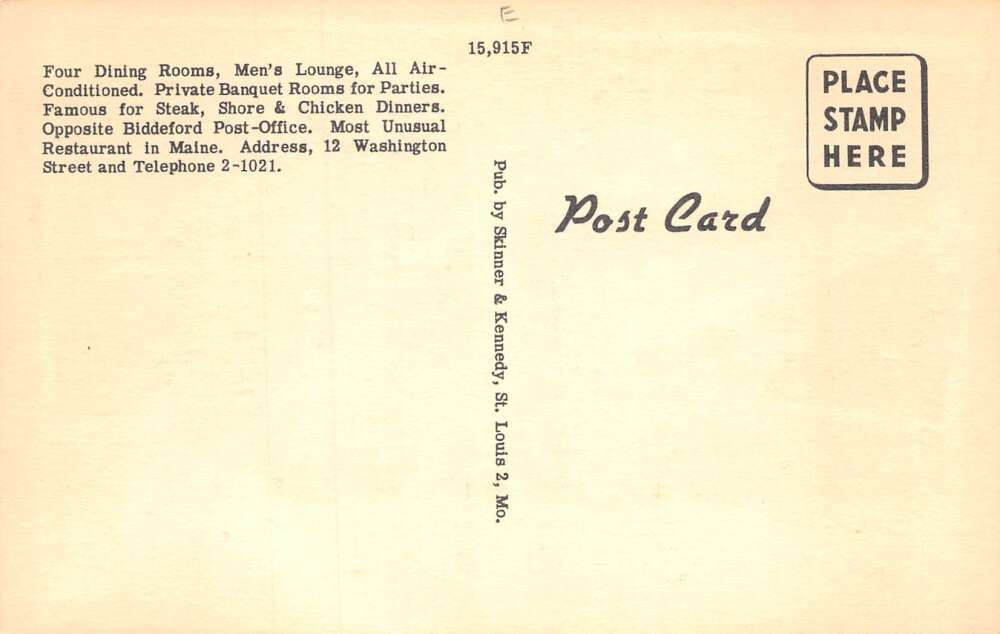 E
15,915F
Four Dining Rooms, Men's Lounge, All Air-
Conditioned. Private Banquet Rooms for Parties.
Famous for Steak, Shore & Chicken Dinners.
Opposite Biddeford Post-Office. Most Unusual
Restaurant in Maine. Address, 12 Washington
Street and Telephone 2-1021.
Pub. by Skinner & Kennedy, St. Louis 2, Mo.
Post Card
PLACE
STAMP
HERE